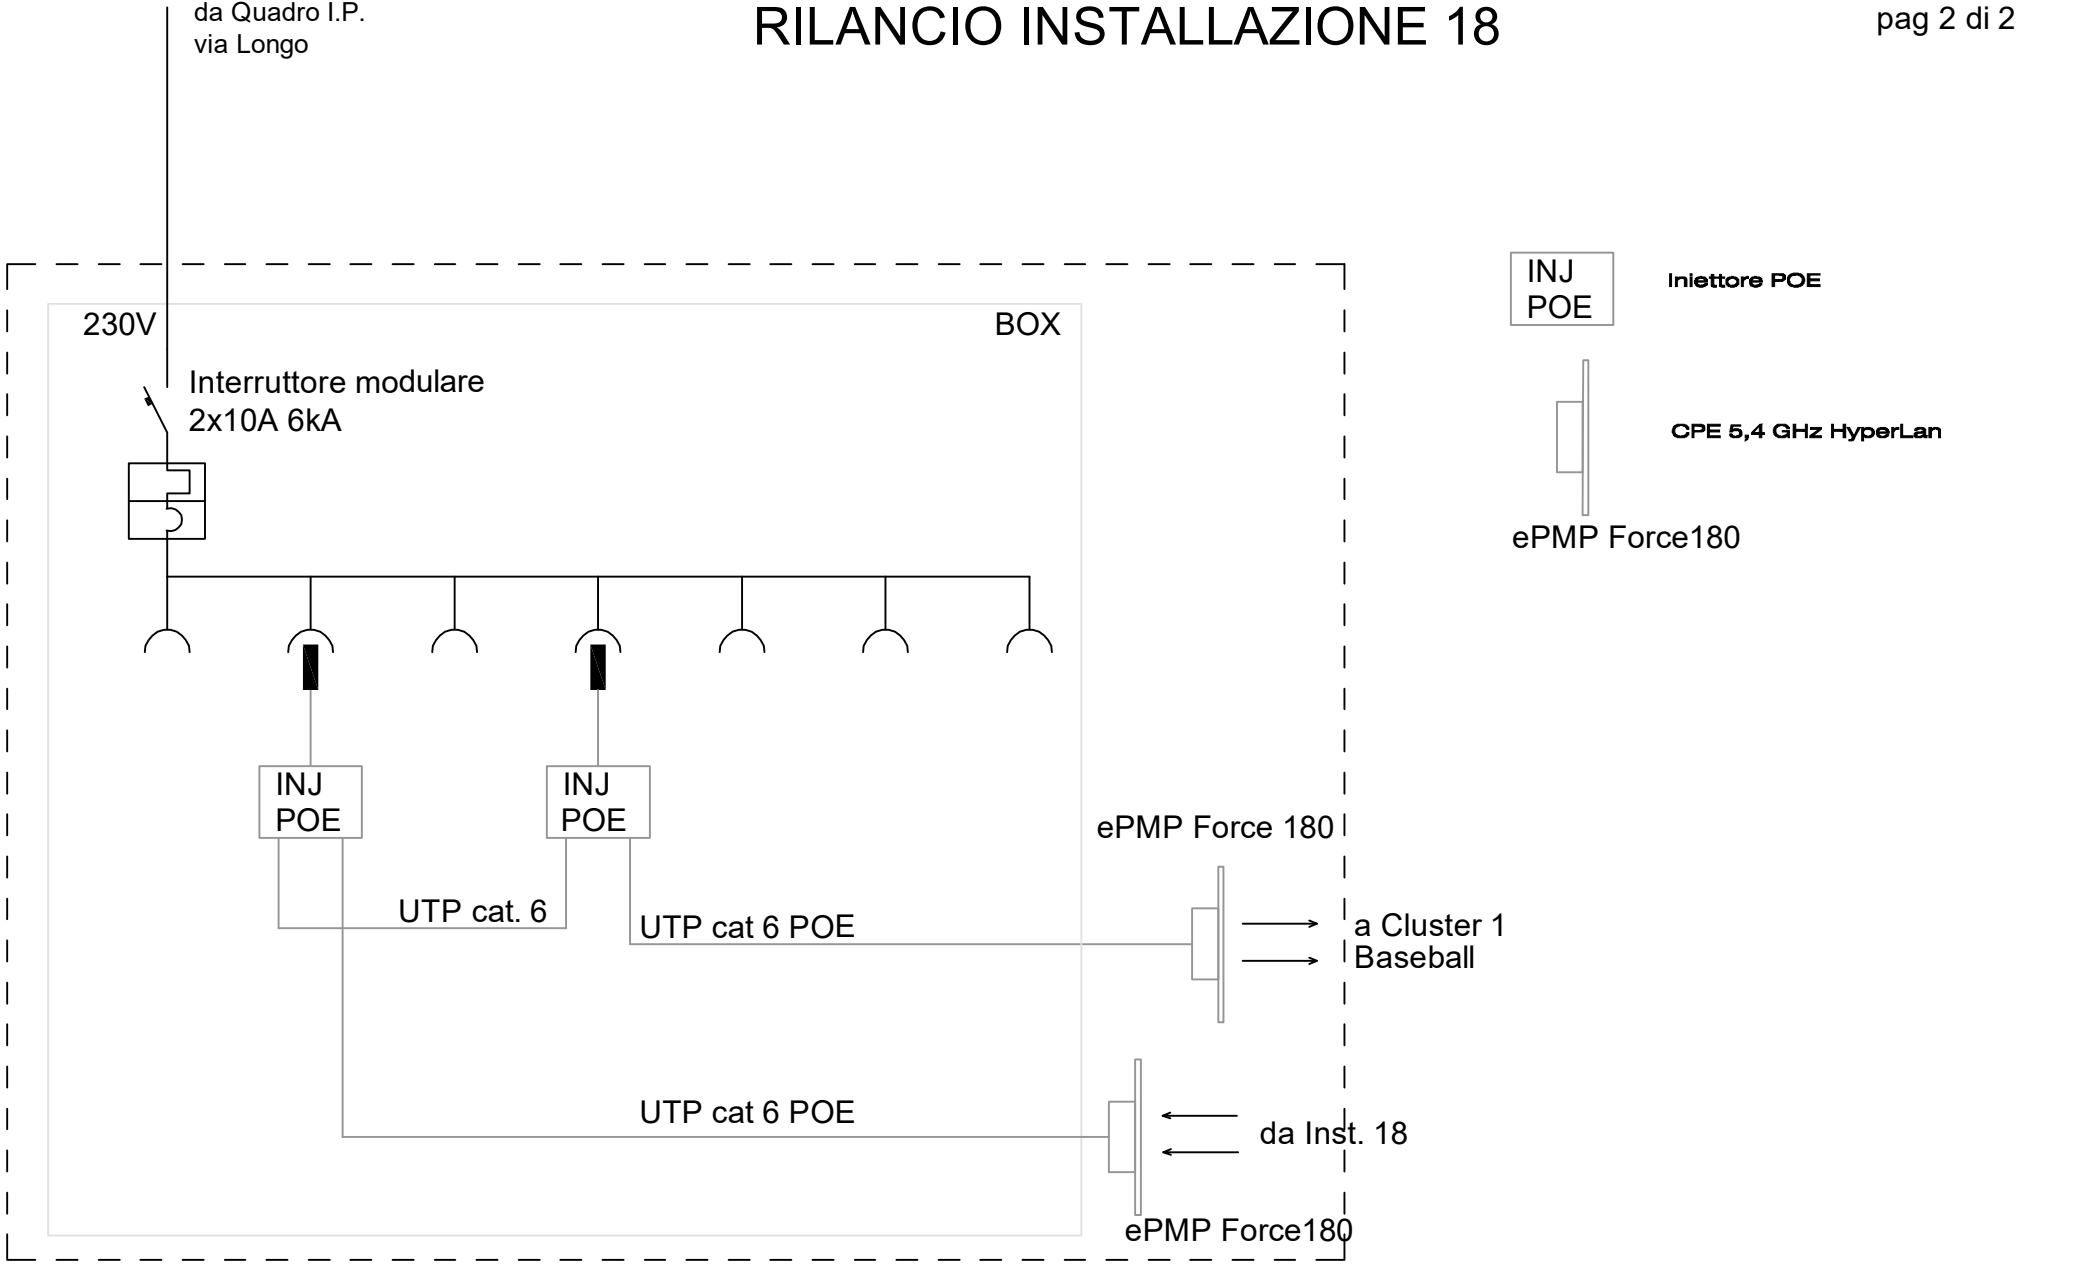 da Quadro I.P.
via Longo
RILANCIO INSTALLAZIONE 18
pag 2 di 2
INJ
POE
Iniettore POE
230V
BOX
Interruttore modulare
2x10A 6kA
CPE 5,4 GHz HyperLan
ePMP Force180
INJ
POE
INJ
POE
ePMP Force 180
UTP cat. 6
UTP cat 6 POE
a Cluster 1
Baseball
UTP cat 6 POE
da Inst. 18
ePMP Force180